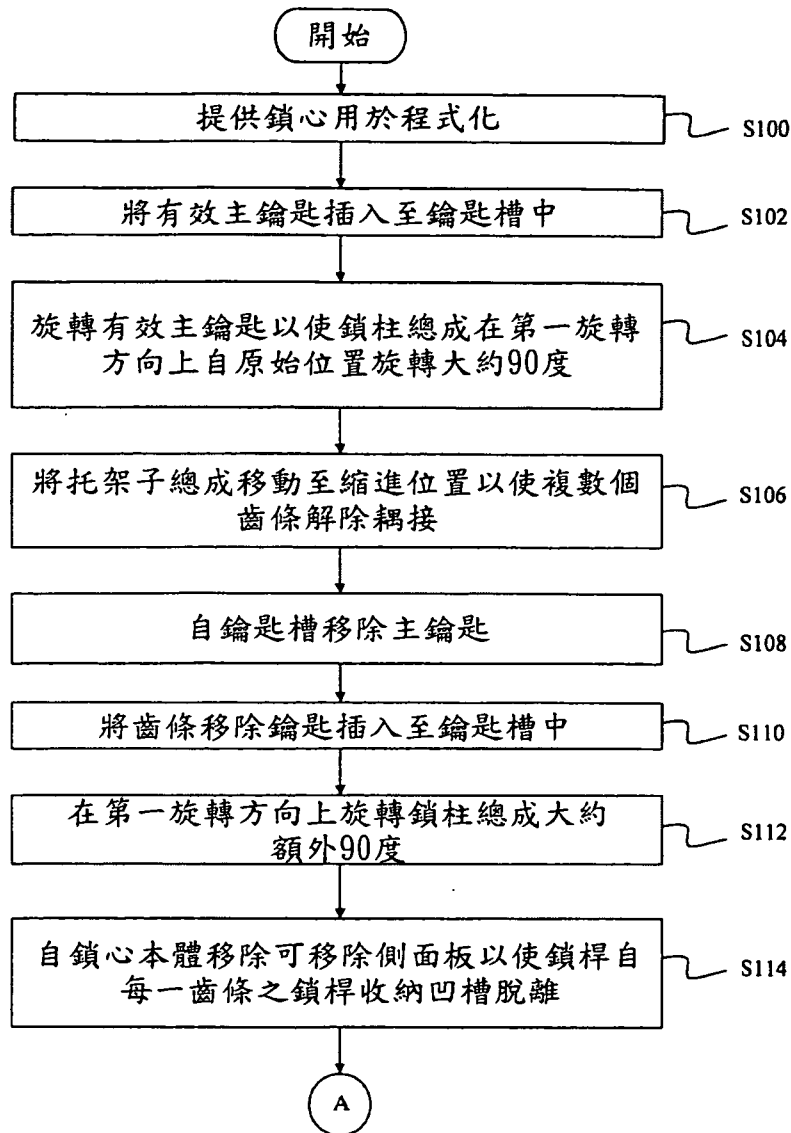 開始
提供鎖心用於程式化
S100
將有效主鑰匙插入至鑰匙槽中
S102
旋轉有效主鑰匙以使鎖柱總成在第一旋轉
方向上自原始位置旋轉大約90度
S104
將托架子總成移動至縮進位置以使複數個
齒條解除耦接
S106
自鑰匙槽移除主鑰匙
S108
將齒條移除鑰匙插入至鑰匙槽中
S110
在第一旋轉方向上旋轉鎖柱總成大約
額外90度
S112
自鎖心本體移除可移除側面板以使鎖桿自
每一齒條之鎖桿收納凹槽脫離
S114
A